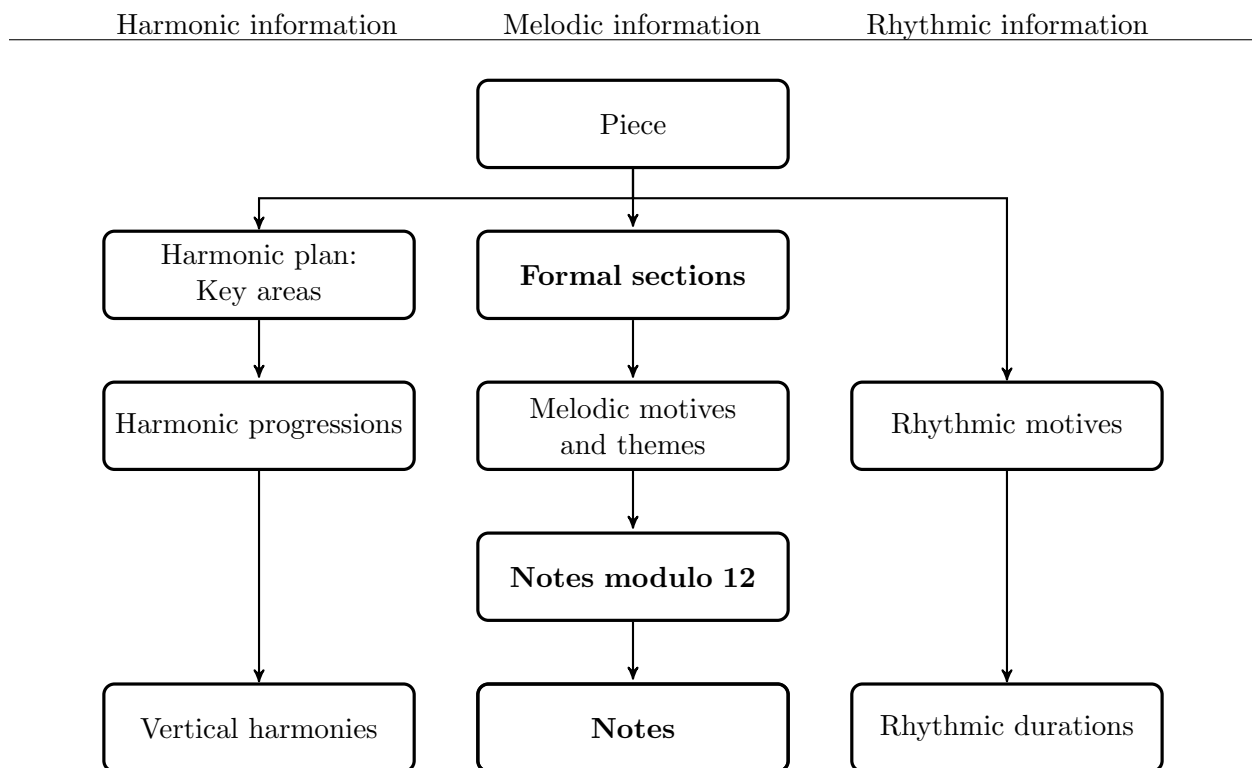 Harmonic information Melodic information Rhythmic information
Piece
Harmonic plan:
Key areas
Formal sections
Harmonic progressions
Melodic motives
and themes
Rhythmic motives
Notes modulo 12
Vertical harmonies
Notes
Rhythmic durations